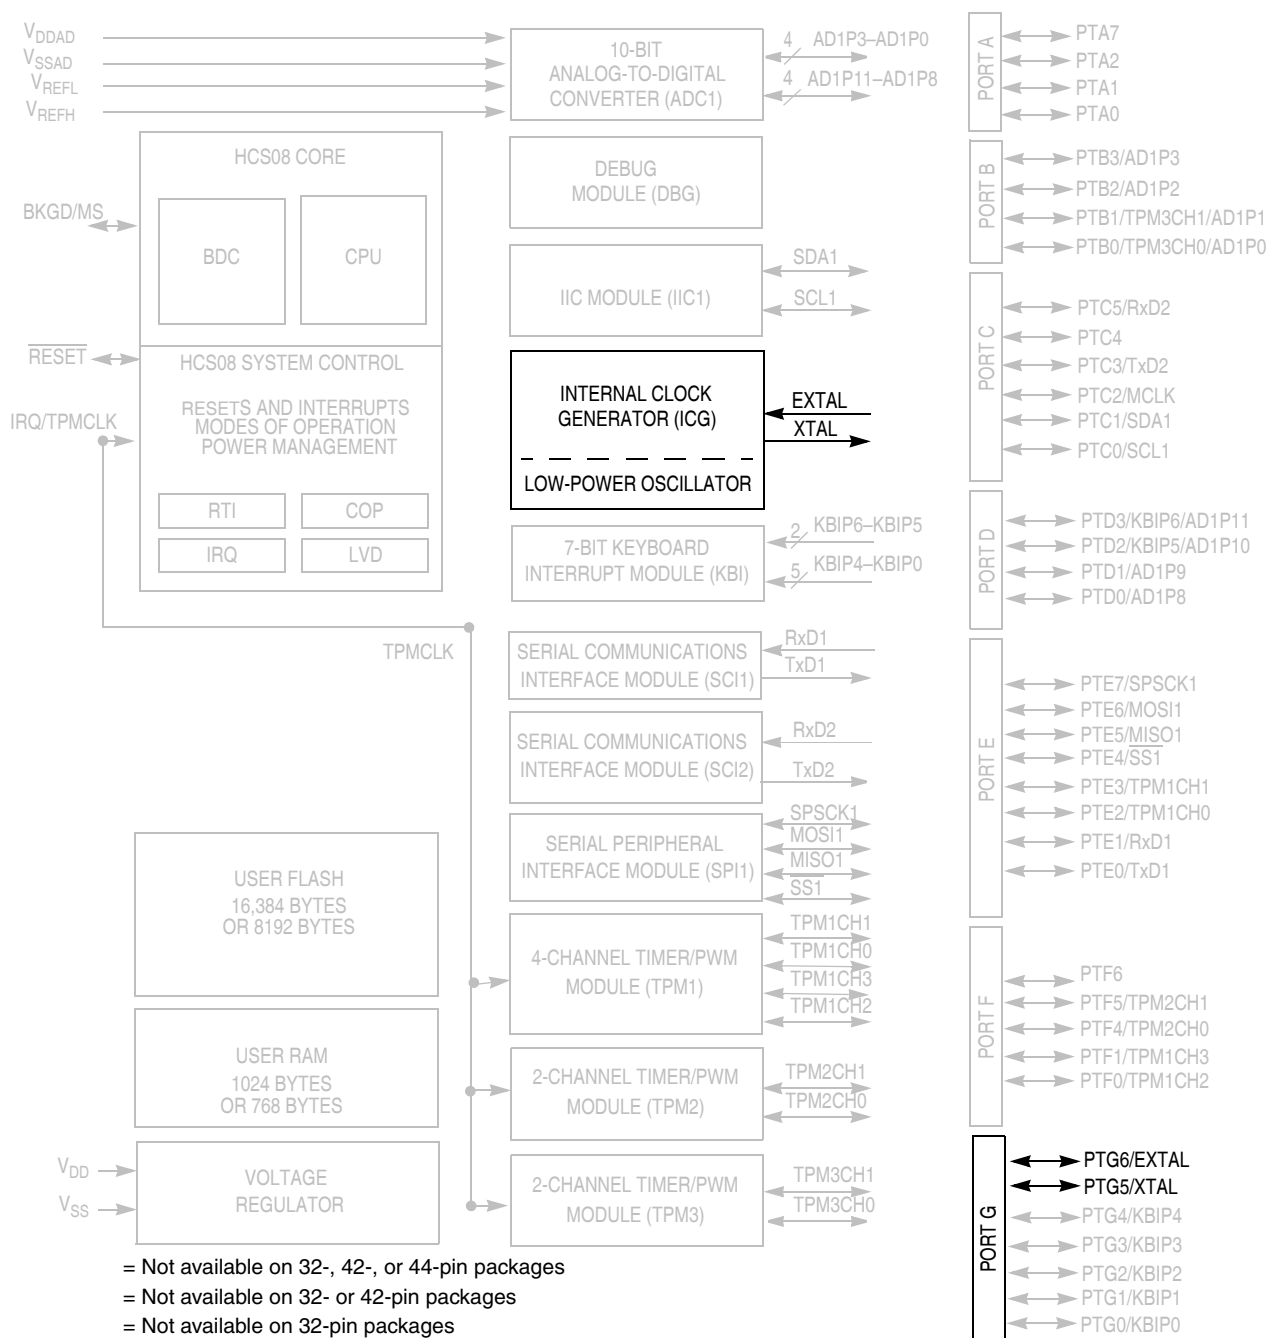 VDDAD
VSSAD
VREFL
VREFH
10-BIT
ANALOG-TO-DIGITAL
CONVERTER (ADC1)
4 AD1P3–AD1P0
4 AD1P11–AD1P8
HCS08 CORE
BDC
CPU
BKGD/MS
RESET
IRQ/TPMCLK
HCS08 SYSTEM CONTROL
RESETS AND INTERRUPTS
MODES OF OPERATION
POWER MANAGEMENT
RTI
COP
IRQ
LVD
TPMCLK
DEBUG
MODULE (DBG)
IIC MODULE (IIC1)
SDA1
SCL1
INTERNAL CLOCK
GENERATOR (ICG)
LOW-POWER OSCILLATOR
EXTAL
XTAL
7-BIT KEYBOARD
INTERRUPT MODULE (KBI)
2 KBIP6–KBIP5
5 KBIP4–KBIP0
SERIAL COMMUNICATIONS
INTERFACE MODULE (SCI1)
RxD1
TxD1
SERIAL COMMUNICATIONS
INTERFACE MODULE (SCI2)
RxD2
TxD2
SERIAL PERIPHERAL
INTERFACE MODULE (SPI1)
SPSCK1
MOSI1
MISO1
SS1
USER FLASH
16,384 BYTES
OR 8192 BYTES
4-CHANNEL TIMER/PWM
MODULE (TPM1)
TPM1CH1
TPM1CH0
TPM1CH3
TPM1CH2
USER RAM
1024 BYTES
OR 768 BYTES
2-CHANNEL TIMER/PWM
MODULE (TPM2)
TPM2CH1
TPM2CH0
VDD
VSS
VOLTAGE
REGULATOR
2-CHANNEL TIMER/PWM
MODULE (TPM3)
TPM3CH1
TPM3CH0
PORT A
PTA7
PTA2
PTA1
PTA0
PORT B
PTB3/AD1P3
PTB2/AD1P2
PTB1/TPM3CH1/AD1P1
PTB0/TPM3CH0/AD1P0
PORT C
PTC5/RxD2
PTC4
PTC3/TxD2
PTC2/MCLK
PTC1/SDA1
PTC0/SCL1
PORT D
PTD3/KBIP6/AD1P11
PTD2/KBIP5/AD1P10
PTD1/AD1P9
PTD0/AD1P8
PORT E
PTE7/SPSCK1
PTE6/MOSI1
PTE5/MISO1
PTE4/SS1
PTE3/TPM1CH1
PTE2/TPM1CH0
PTE1/RxD1
PTE0/TxD1
PORT F
PTF6
PTF5/TPM2CH1
PTF4/TPM2CH0
PTF1/TPM1CH3
PTF0/TPM1CH2
PORT G
PTG6/EXTAL
PTG5/XTAL
PTG4/KBIP4
PTG3/KBIP3
PTG2/KBIP2
PTG1/KBIP1
PTG0/KBIP0
= Not available on 32-, 42-, or 44-pin packages
= Not available on 32- or 42-pin packages
= Not available on 32-pin packages